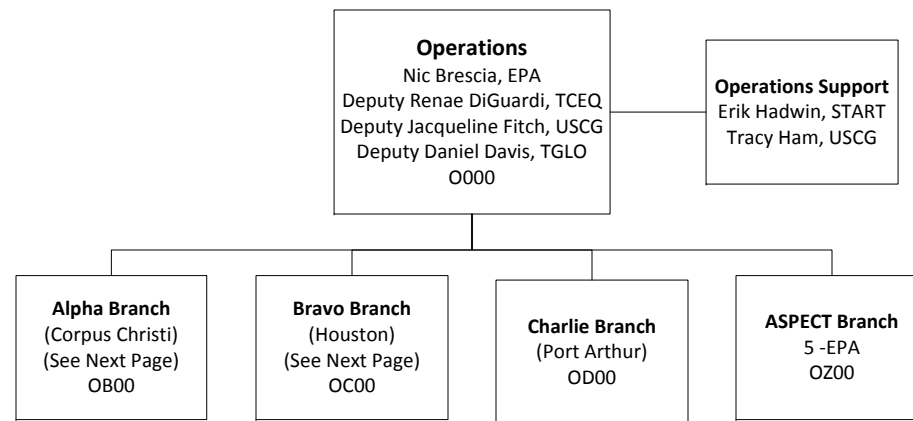 Operations
Nic Brescia, EPA
Deputy Renae DiGuardi, TCEQ
Deputy Jacqueline Fitch, USCG
Deputy Daniel Davis, TGLO
O000
Operations Support
Erik Hadwin, START
Tracy Ham, USCG
Alpha Branch
(Corpus Christi)
(See Next Page)
OB00
Bravo Branch
(Houston)
(See Next Page)
OC00
Charlie Branch
(Port Arthur)
OD00
ASPECT Branch
5 -EPA
OZ00